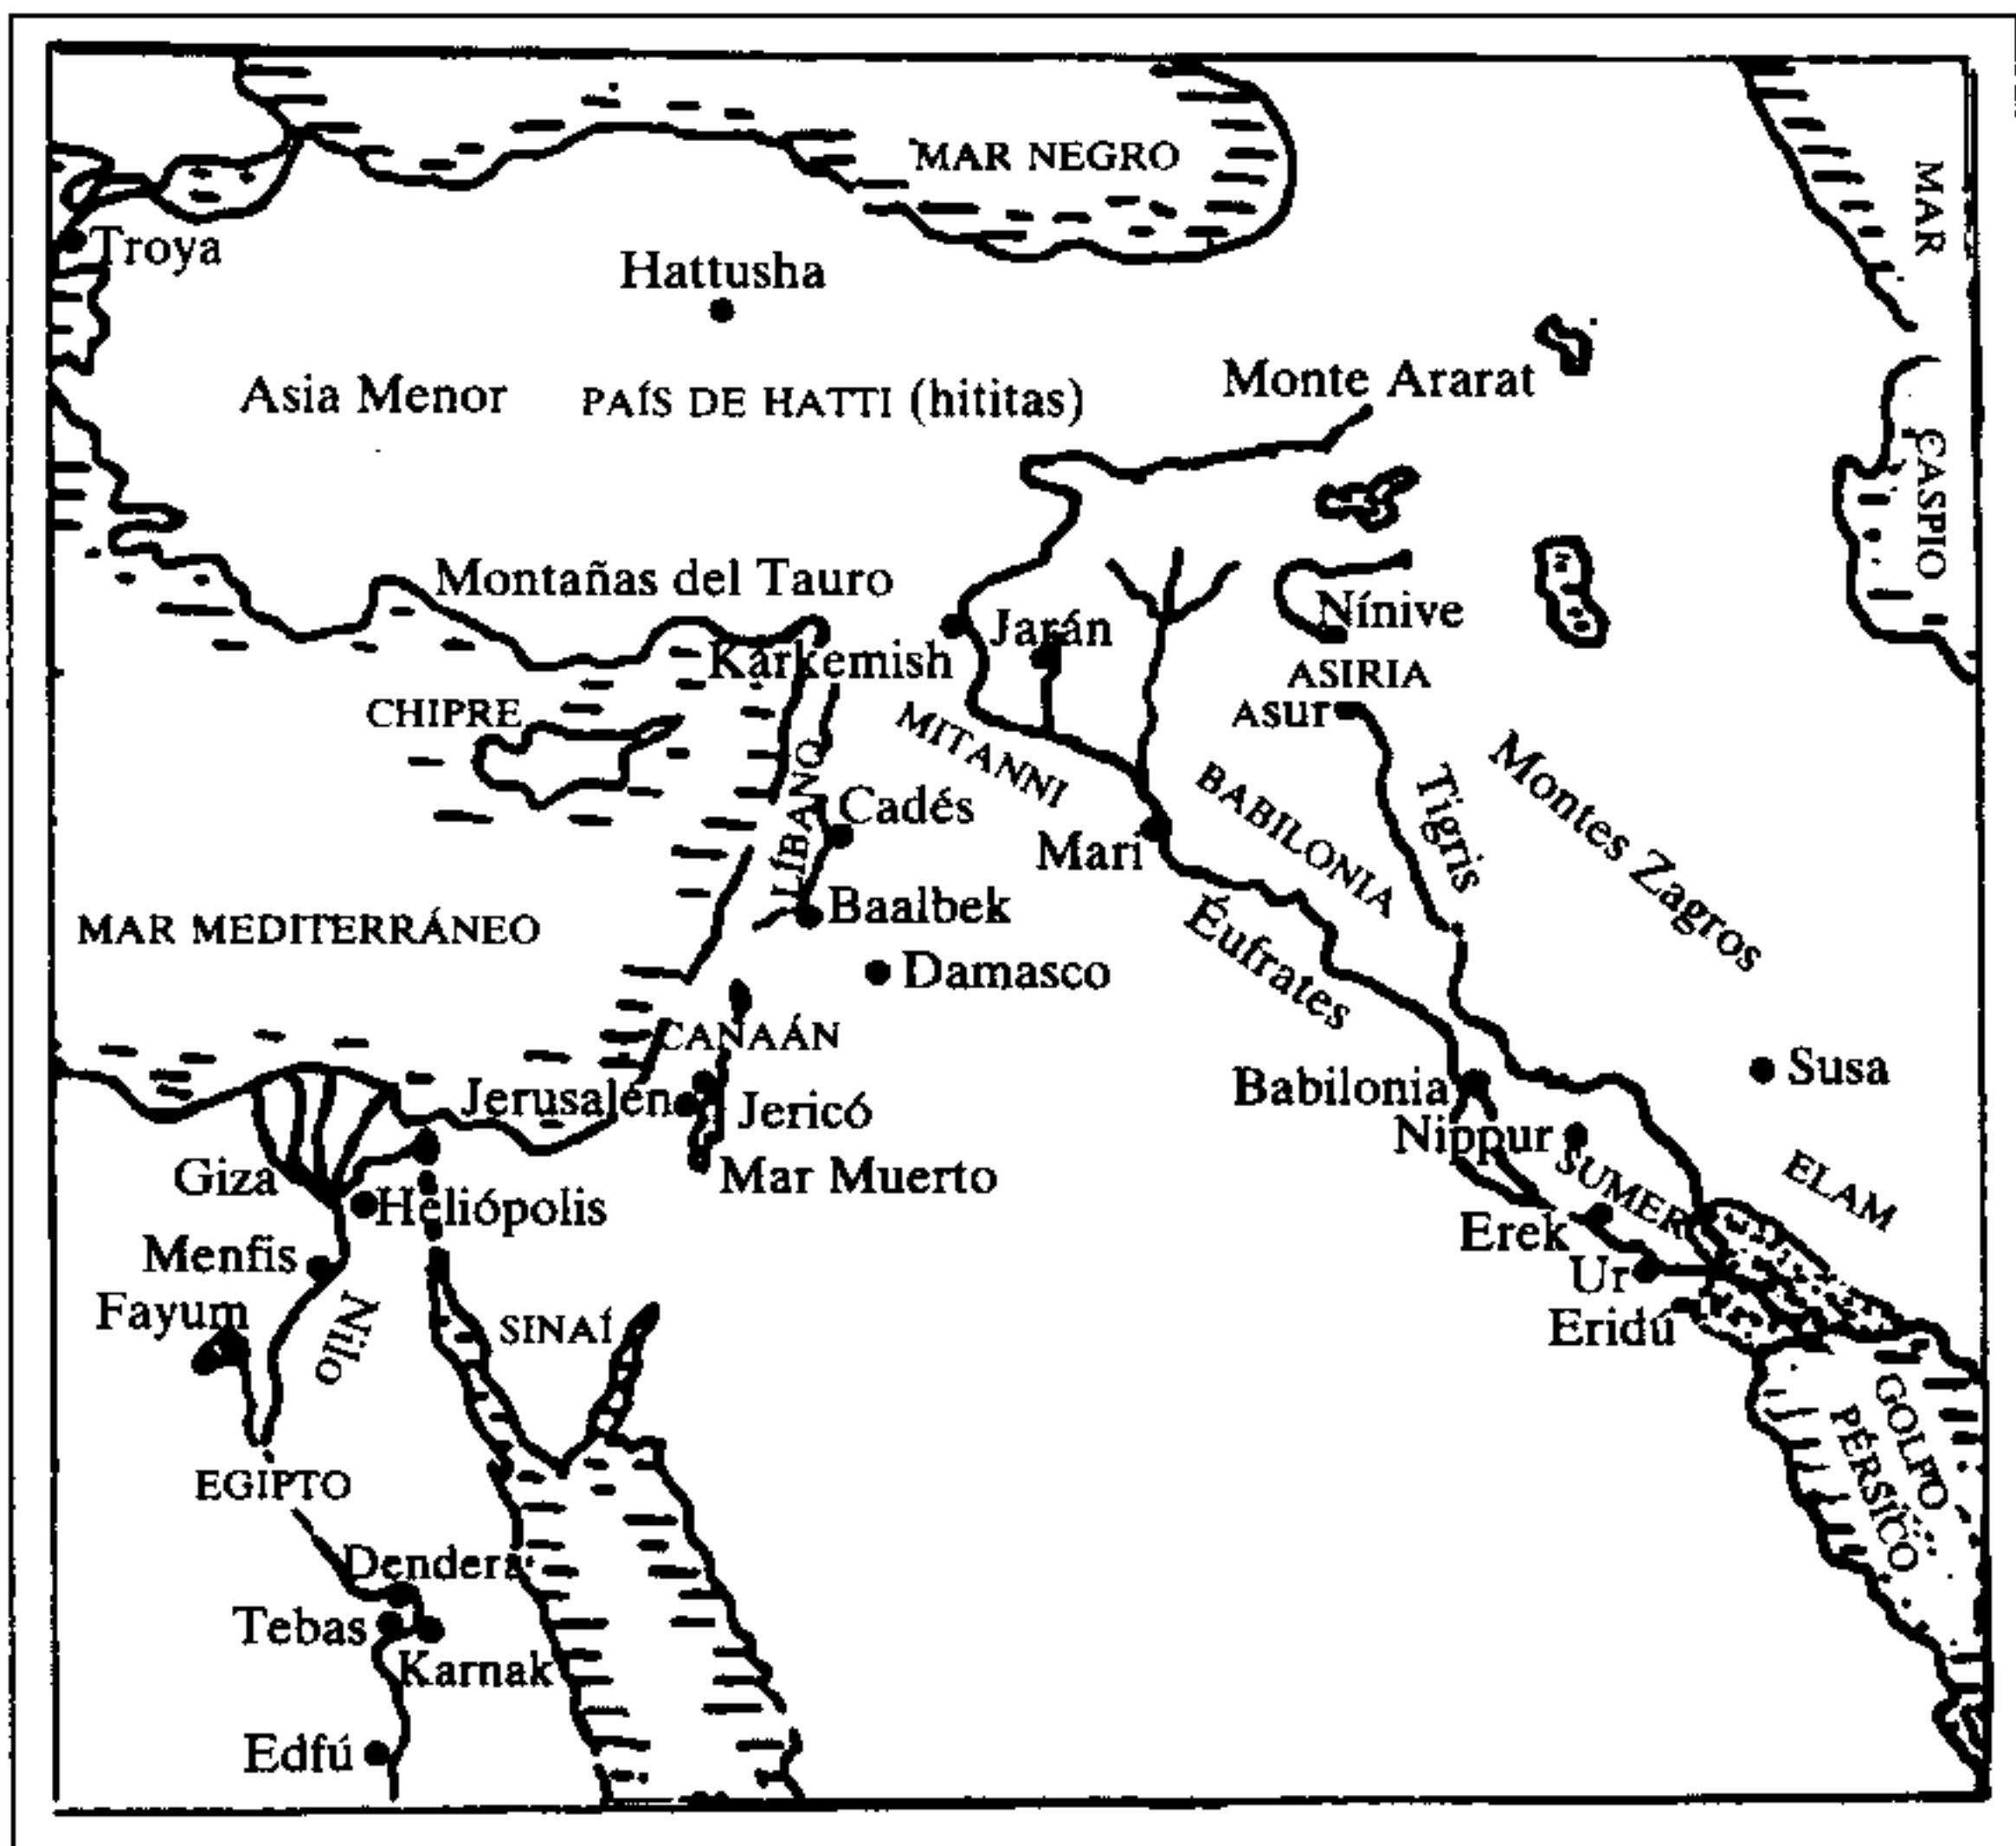 MAR NEGRO
MAR CASPIO
Troya
Hattusha
Asia Menor
PAÍS DE HATTI (hititas)
Monte Ararat
Montañas del Tauro
Jarán
Nínive
Karkemish
ASIRIA
CHIPRE
MITANNI
Asur
LÍBANO
Cadés
Mari
BABILONIA
Tigris
Montes Zagros
MAR MEDITERRÁNEO
Baalbek
Éufrates
Damasco
CANAÁN
Jerusalén
Jericó
Babilonia
Susa
Nippur
Giza
Mar Muerto
SUMER
ELAM
Heliópolis
Erek
Menfis
Ur
Fayum
Nilo
SINAÍ
Eridú
GOLFO
PÉRSICO
EGIPTO
Dendera
Tebas
Karnak
Edfú